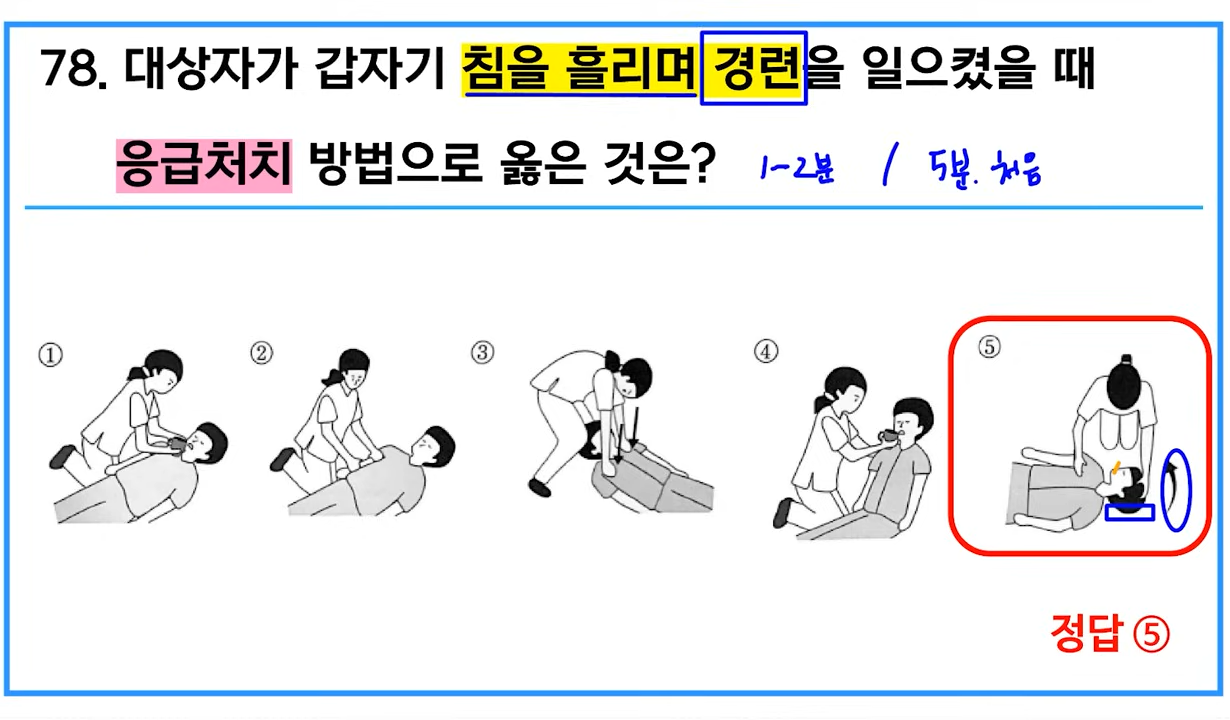 78. 대상자가 갑자기 침을 흘리며 경련을 일으켰을 때
응급처치 방법으로 옳은 것은? 1-2분 / 5분. 처음
① ② ③ ④ ⑤
정답 ⑤